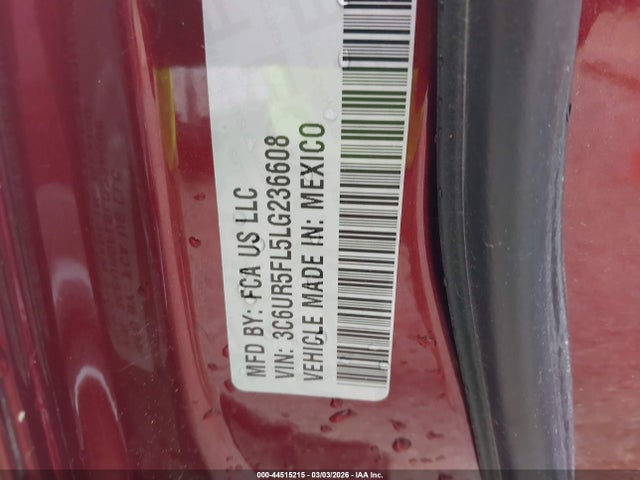 MFD BY: FCA US LLC
VIN: 3C6UR5FL5LG236608
VEHICLE MADE IN: MEXICO
000-44515215 - 03/03/2026 - IAA Inc.